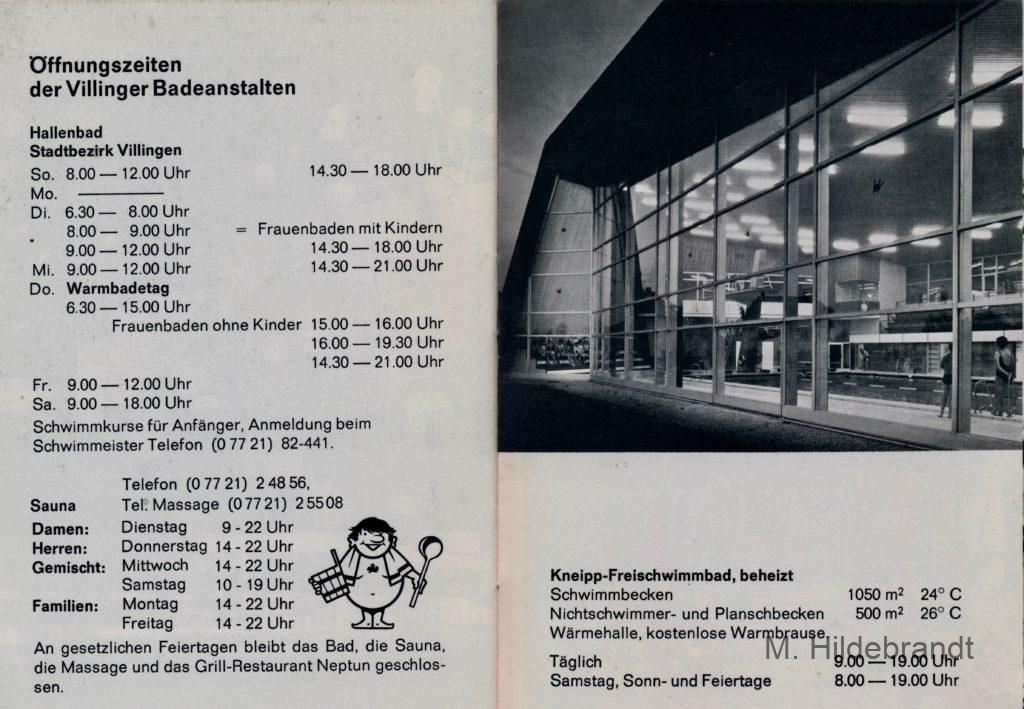 Öffnungszeiten
der Villinger Badeanstalten
Hallenbad
Stadtbezirk Villingen
So. 8.00 — 12.00 Uhr 14.30 — 18.00 Uhr
Mo. ————
Di. 6.30 — 8.00 Uhr
8.00 — 9.00 Uhr = Frauenbaden mit Kindern
9.00 — 12.00 Uhr 14.30 — 18.00 Uhr
Mi. 9.00 — 12.00 Uhr 14.30 — 21.00 Uhr
Do. Warmbadetag
6.30 — 15.00 Uhr
Frauenbaden ohne Kinder 15.00 — 16.00 Uhr
16.00 — 19.30 Uhr
14.30 — 21.00 Uhr
Fr. 9.00 — 12.00 Uhr
Sa. 9.00 — 18.00 Uhr
Schwimmkurse für Anfänger, Anmeldung beim
Schwimmeister Telefon (0 77 21) 82-441.
Telefon (0 77 21) 2 48 56,
Sauna Tel. Massage (0 77 21) 2 55 08
Damen: Dienstag 9 - 22 Uhr
Herren: Donnerstag 14 - 22 Uhr
Gemischt: Mittwoch 14 - 22 Uhr
Samstag 10 - 19 Uhr
Familien: Montag 14 - 22 Uhr
Freitag 14 - 22 Uhr
An gesetzlichen Feiertagen bleibt das Bad, die Sauna,
die Massage und das Grill-Restaurant Neptun geschlos-
sen.
Kneipp-Freischwimmbad, beheizt
Schwimmbecken 1050 m² 24° C
Nichtschwimmer- und Planschbecken 500 m² 26° C
Wärmehalle, kostenlose Warmbrause
M. Hildebrandt
Täglich 9.00 — 19.00 Uhr
Samstag, Sonn- und Feiertage 8.00 — 19.00 Uhr